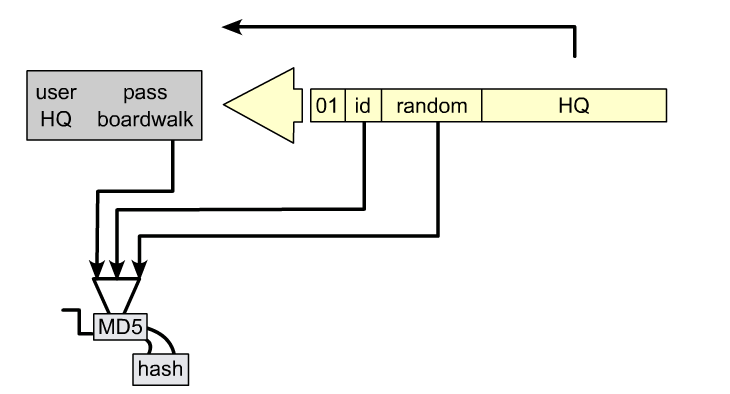 user pass
HQ boardwalk
01 id random HQ
MD5
hash